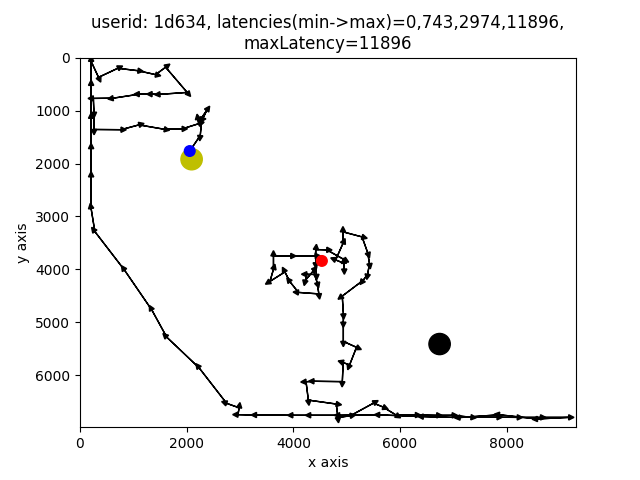 userid: 1d634, latencies(min->max)=0,743,2974,11896,
maxLatency=11896
0
1000
2000
3000
4000
5000
6000
y axis
0 2000 4000 6000 8000
x axis